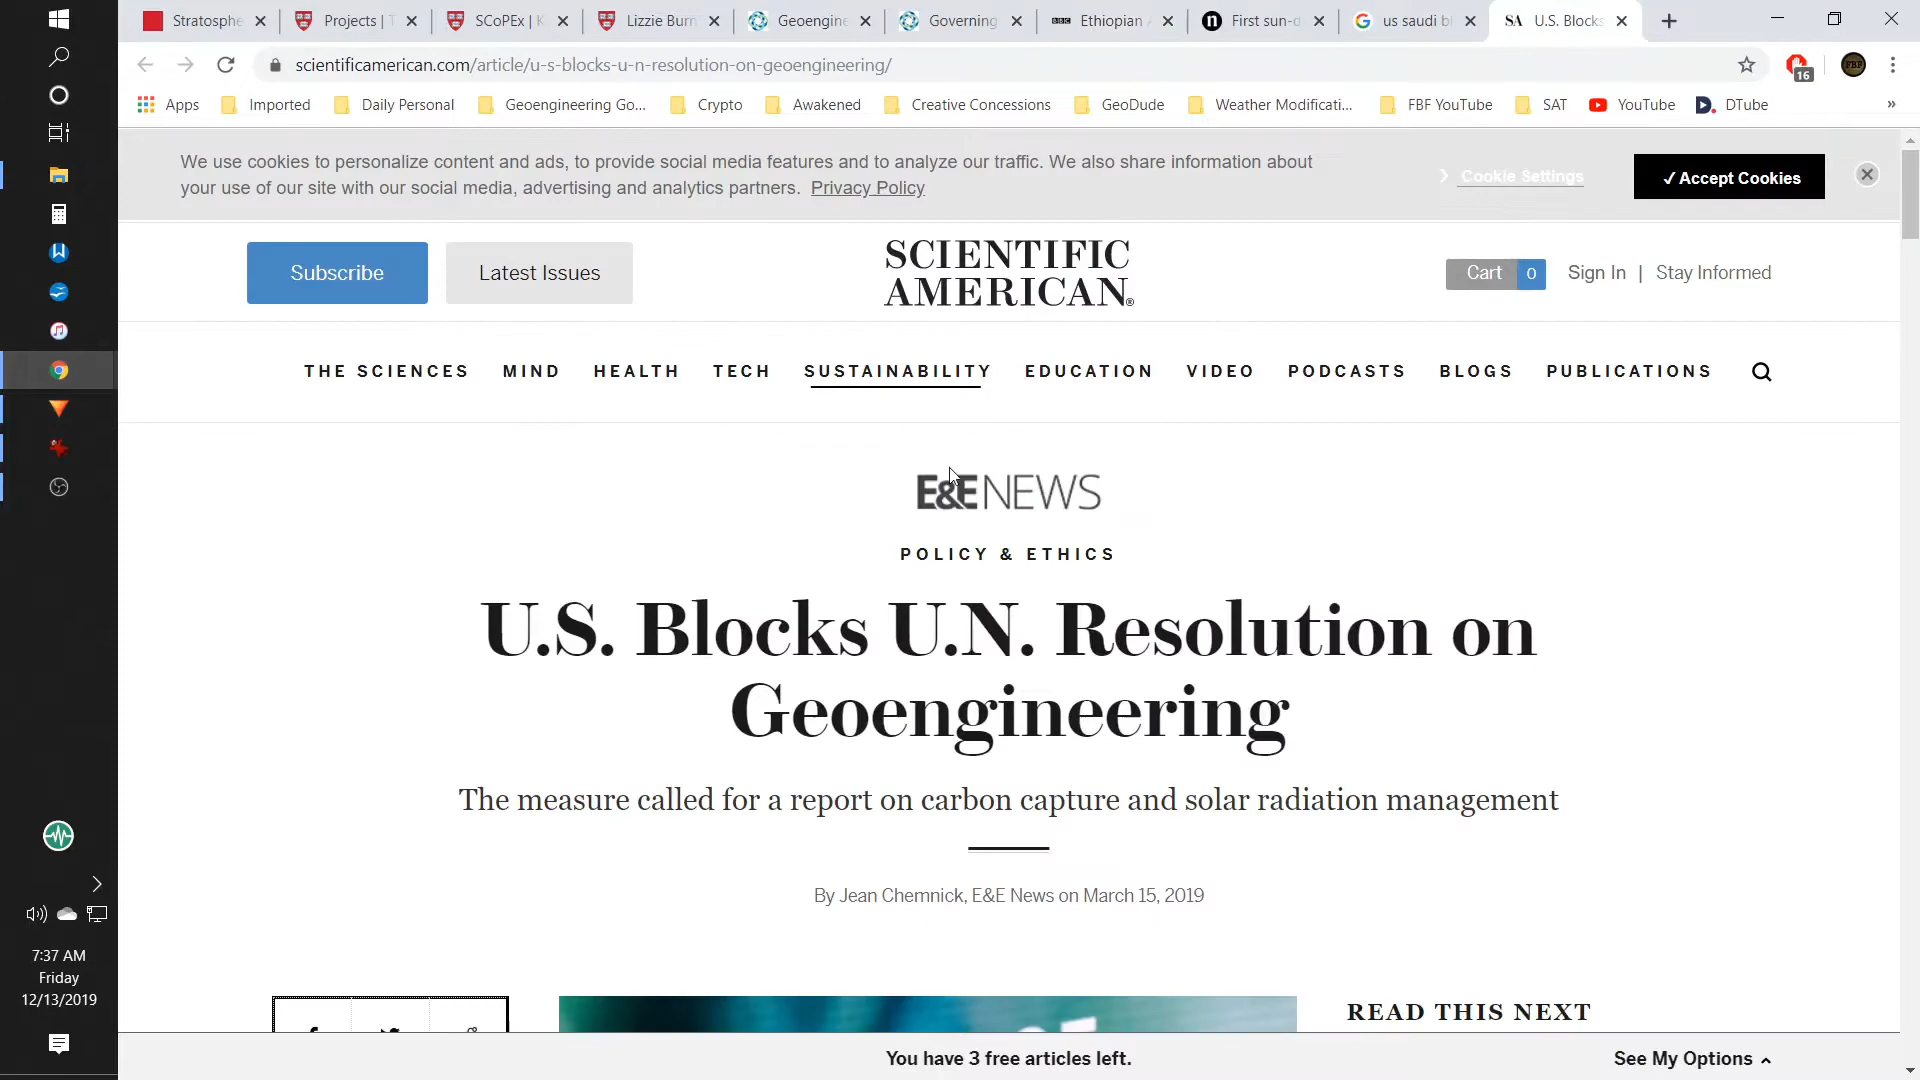 Stratosphe
Projects | T
SCoPEx | K
Lizzie Burn
Geoengine
Governing
BBC
Ethiopian A
n
First sun-d
us saudi bl
SA
U.S. Blocks
scientificamerican.com/article/u-s-blocks-u-n-resolution-on-geoengineering/
16
FBF
Apps
Imported
Daily Personal
Geoengineering Go...
Crypto
Awakened
Creative Concessions
GeoDude
Weather Modificati...
FBF YouTube
SAT
YouTube
DTube
»
We use cookies to personalize content and ads, to provide social media features and to analyze our traffic. We also share information about
your use of our site with our social media, advertising and analytics partners. Privacy Policy
Cookie Settings
✓ Accept Cookies
Subscribe
Latest Issues
SCIENTIFIC
AMERICAN®
Cart 0
Sign In | Stay Informed
THE SCIENCES
MIND
HEALTH
TECH
SUSTAINABILITY
EDUCATION
VIDEO
PODCASTS
BLOGS
PUBLICATIONS
E&E NEWS
POLICY & ETHICS
U.S. Blocks U.N. Resolution on
Geoengineering
The measure called for a report on carbon capture and solar radiation management
By Jean Chemnick, E&E News on March 15, 2019
READ THIS NEXT
You have 3 free articles left.
See My Options
7:37 AM
Friday
12/13/2019